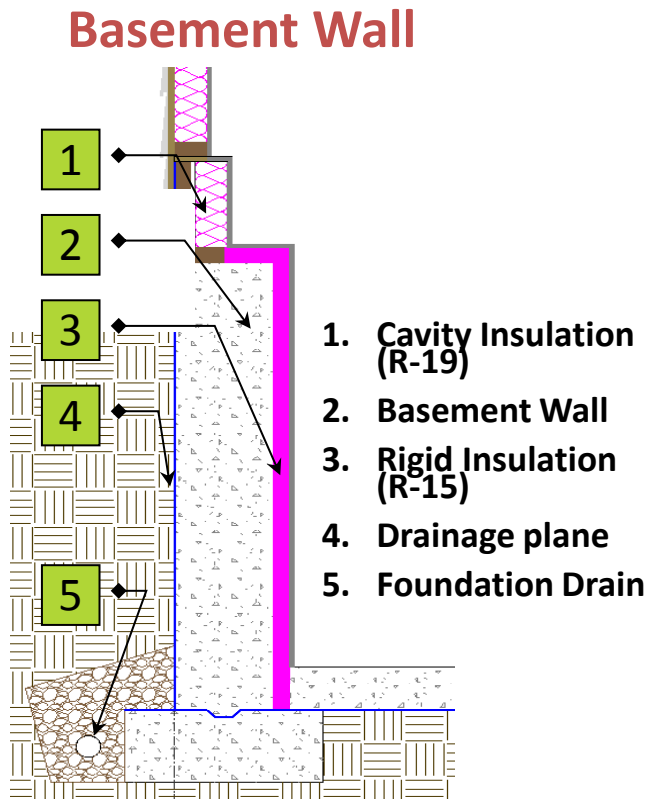 Basement Wall
1
2
3
4
5
1. Cavity Insulation
(R-19)
2. Basement Wall
3. Rigid Insulation
(R-15)
4. Drainage plane
5. Foundation Drain